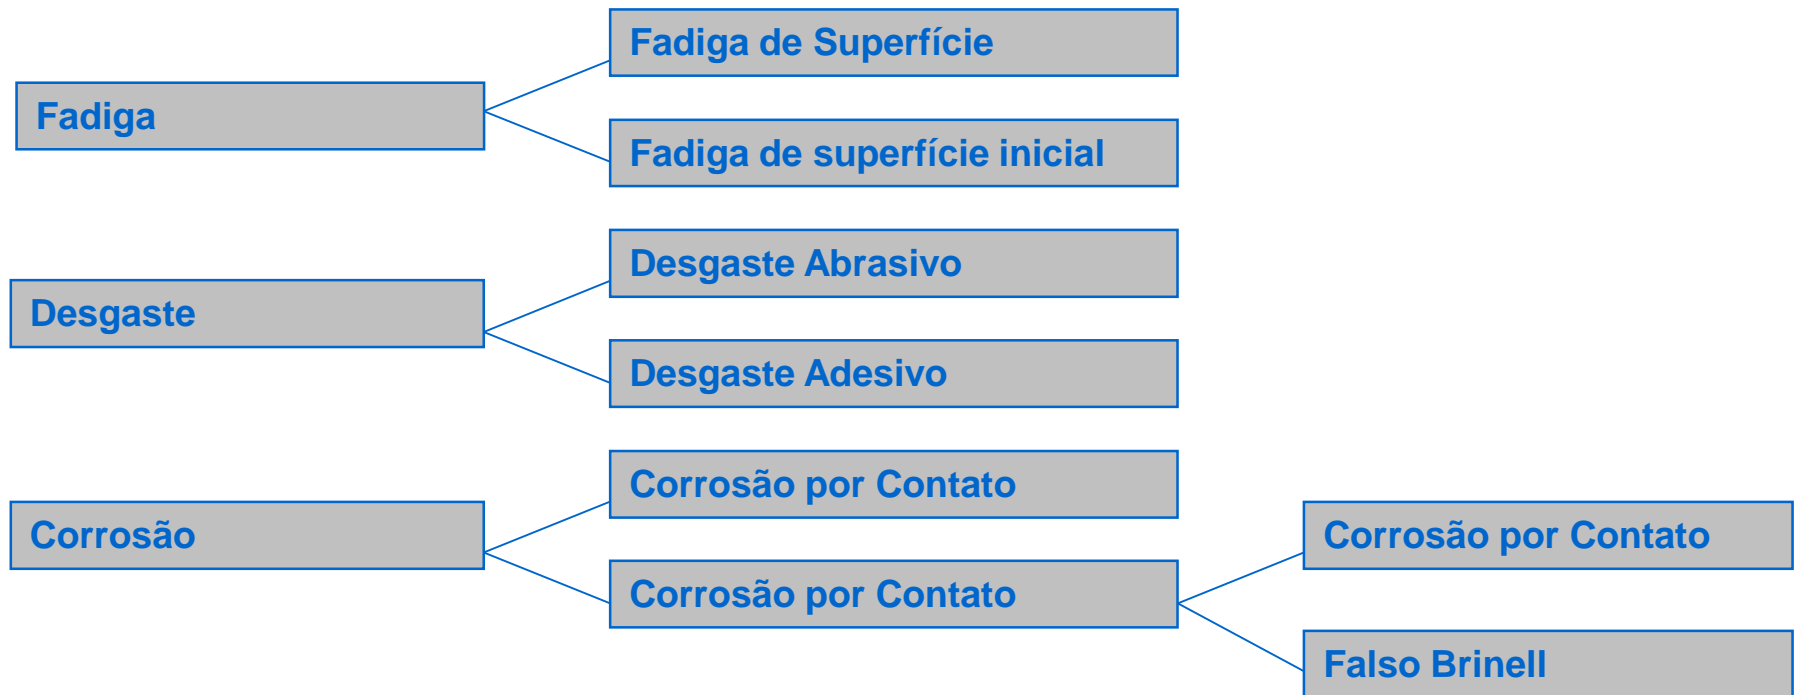 Fadiga
Fadiga de Superfície
Fadiga de superfície inicial
Desgaste
Desgaste Abrasivo
Desgaste Adesivo
Corrosão
Corrosão por Contato
Corrosão por Contato
Corrosão por Contato
Falso Brinell